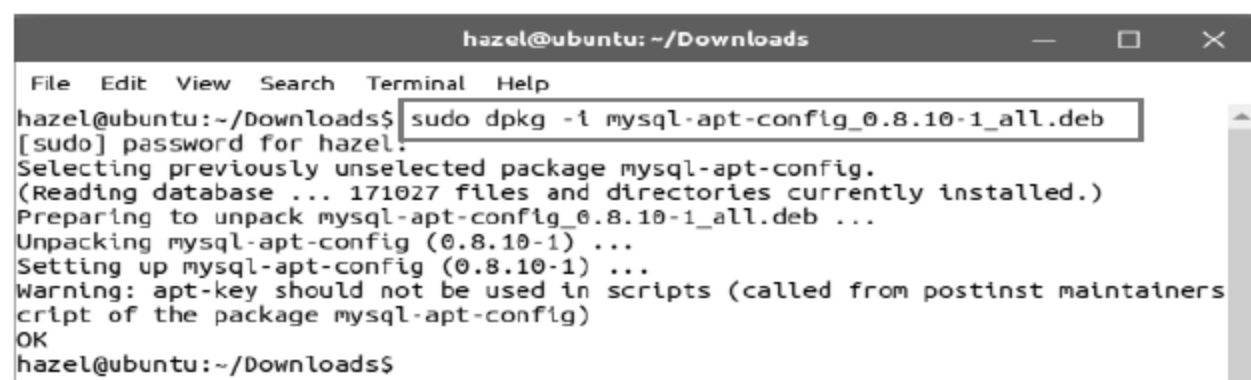 hazel@ubuntu: ~/Downloads
File Edit View Search Terminal Help
hazel@ubuntu:~/Downloads$ sudo dpkg -i mysql-apt-config_0.8.10-1_all.deb
[sudo] password for hazel:
Selecting previously unselected package mysql-apt-config.
(Reading database ... 171027 files and directories currently installed.)
Preparing to unpack mysql-apt-config_0.8.10-1_all.deb ...
Unpacking mysql-apt-config (0.8.10-1) ...
Setting up mysql-apt-config (0.8.10-1) ...
Warning: apt-key should not be used in scripts (called from postinst maintainers
cript of the package mysql-apt-config)
OK
hazel@ubuntu:~/Downloads$